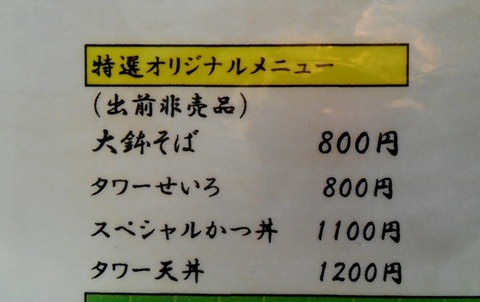 特選オリジナルメニュー
(出前非売品)
大鉢そば 800円
タワーせいろ 800円
スペシャルかつ丼 1100円
タワー天丼 1200円